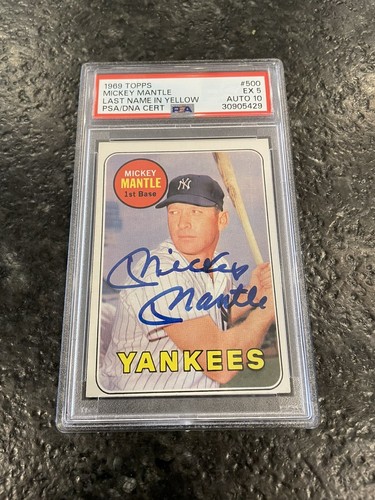 1969 TOPPS #500
MICKEY MANTLE EX 5
LAST NAME IN YELLOW AUTO 10
PSA/DNA CERT PSA 30905429
MICKEY
MANTLE
1st Base
NY
Mickey
Mantle
YANKEES